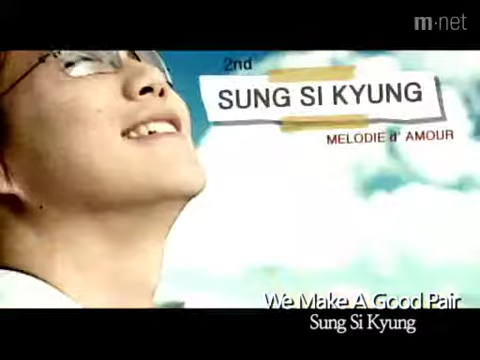 m·net
2nd
SUNG SI KYUNG
MELODIE d' AMOUR
We Make A Good Pair
Sung Si Kyung